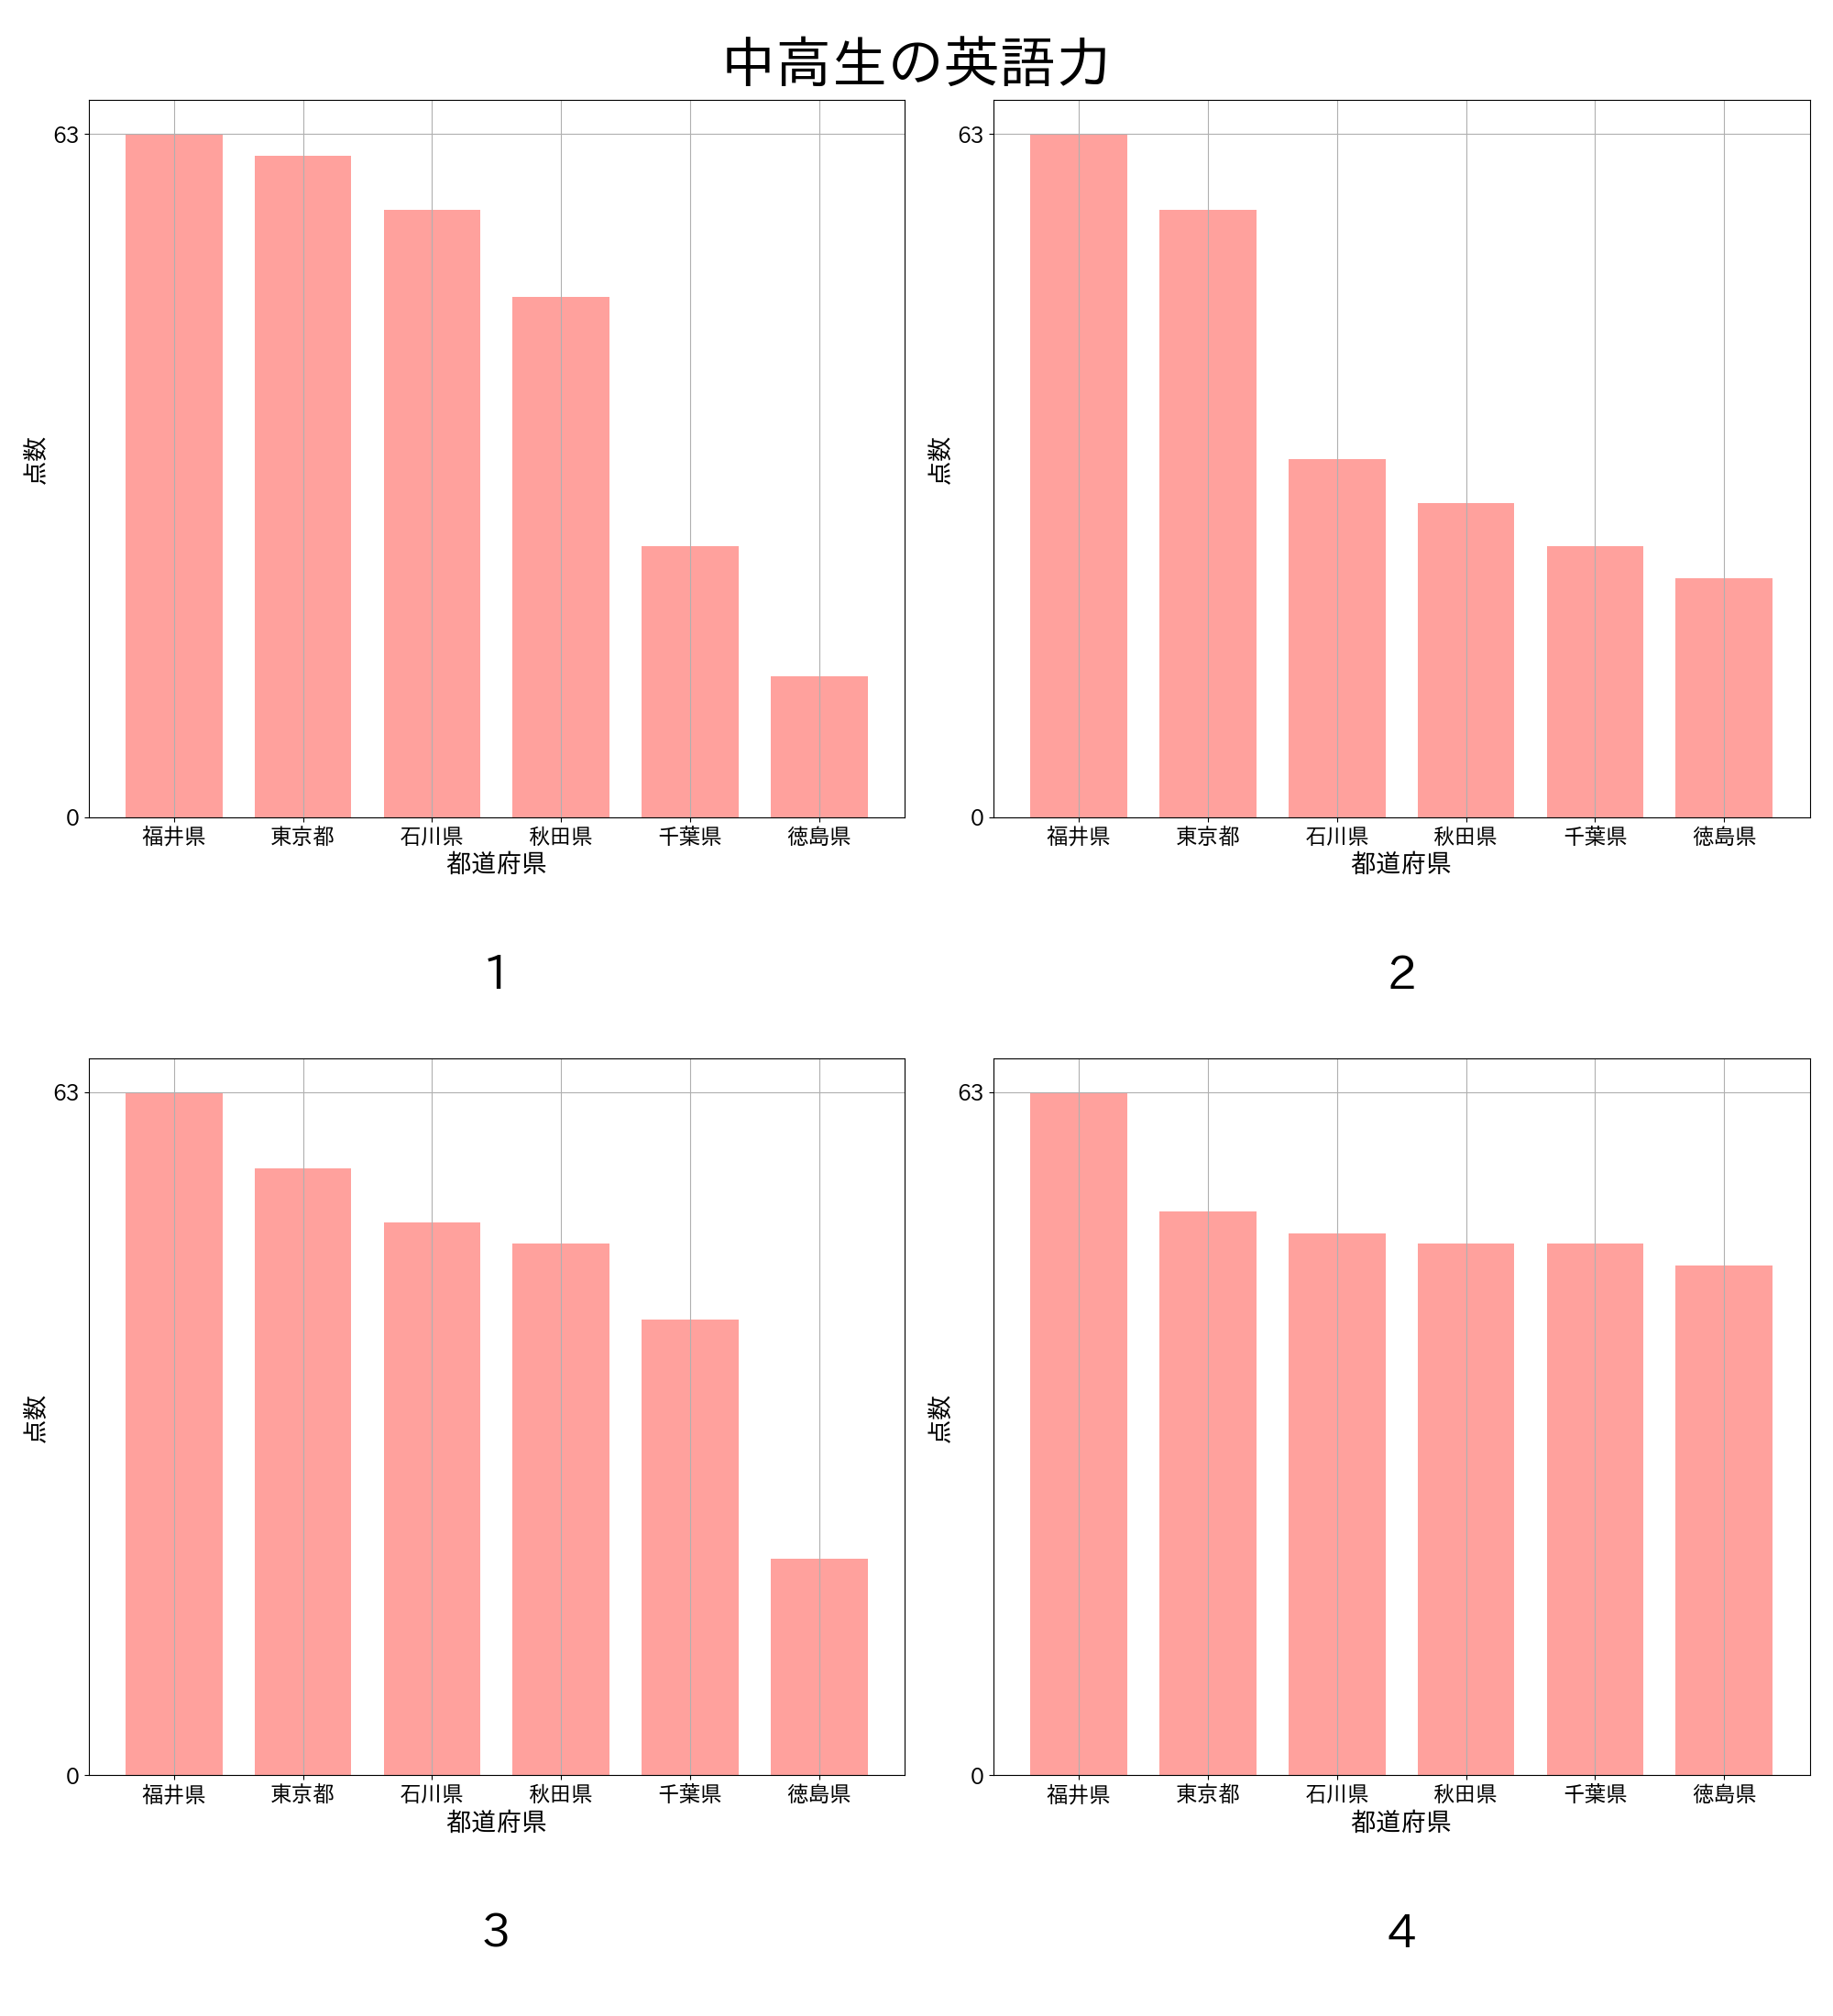 中高生の英語力
63
0
点数
福井県 東京都 石川県 秋田県 千葉県 徳島県
都道府県
1
63
0
点数
福井県 東京都 石川県 秋田県 千葉県 徳島県
都道府県
2
63
0
点数
福井県 東京都 石川県 秋田県 千葉県 徳島県
都道府県
3
63
0
点数
福井県 東京都 石川県 秋田県 千葉県 徳島県
都道府県
4